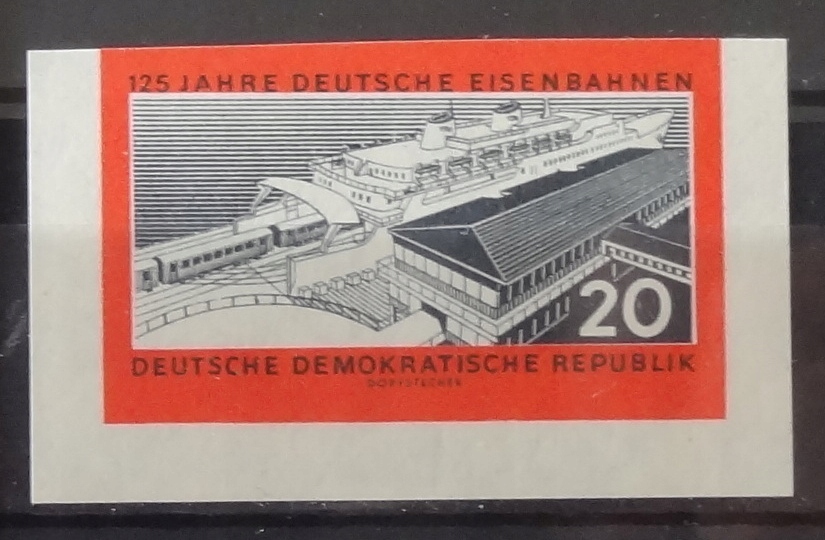 125 JAHRE DEUTSCHE EISENBAHNEN
20
DEUTSCHE DEMOKRATISCHE REPUBLIK